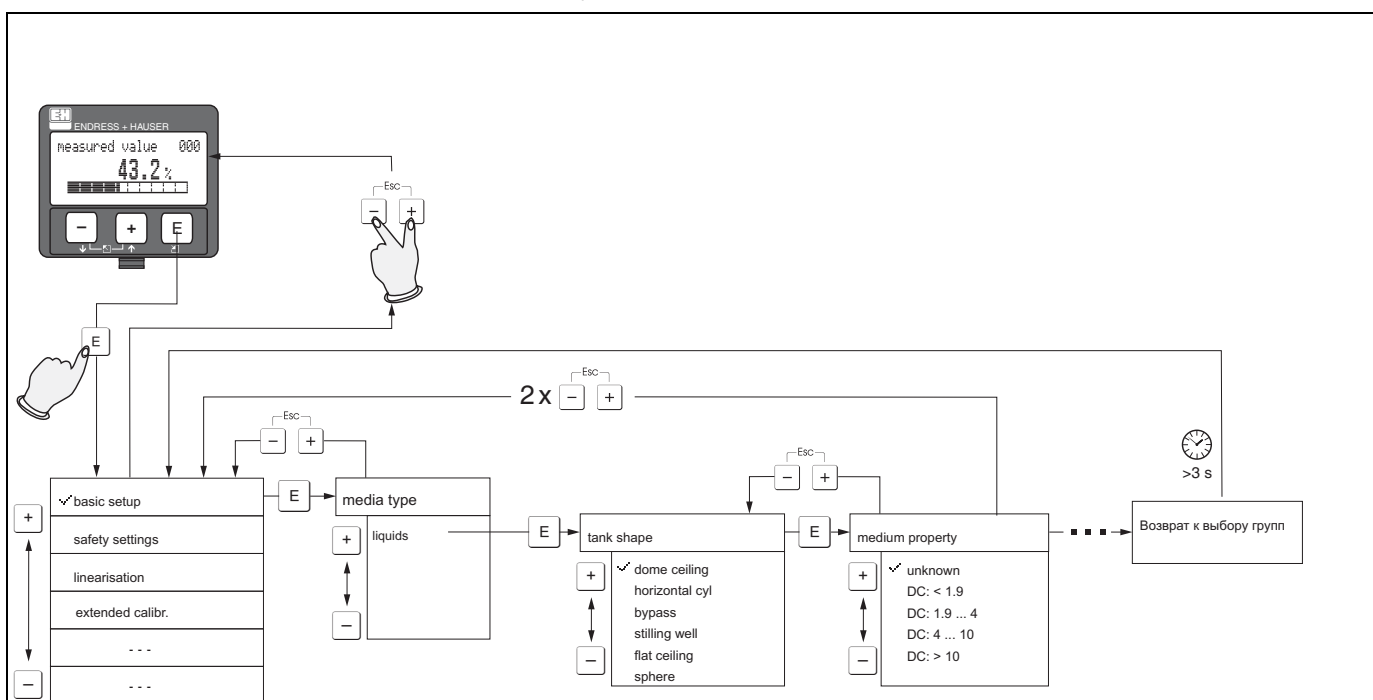 EH
ENDRESS + HAUSER
measured value 000
43.2 %
- + E
Esc
- +
E
Esc
2 x - +
Esc
- +
Esc
- +
>3 s
✓ basic setup
E
media type
+
safety settings
+
liquids
E
tank shape
E
medium property
Возврат к выбору групп
linearisation
+
✓ dome ceiling
+
✓ unknown
horizontal cyl
DC: < 1.9
extended calibr.
-
bypass
DC: 1.9 ... 4
- - -
stilling well
DC: 4 ... 10
-
flat ceiling
-
DC: > 10
-
- - -
sphere